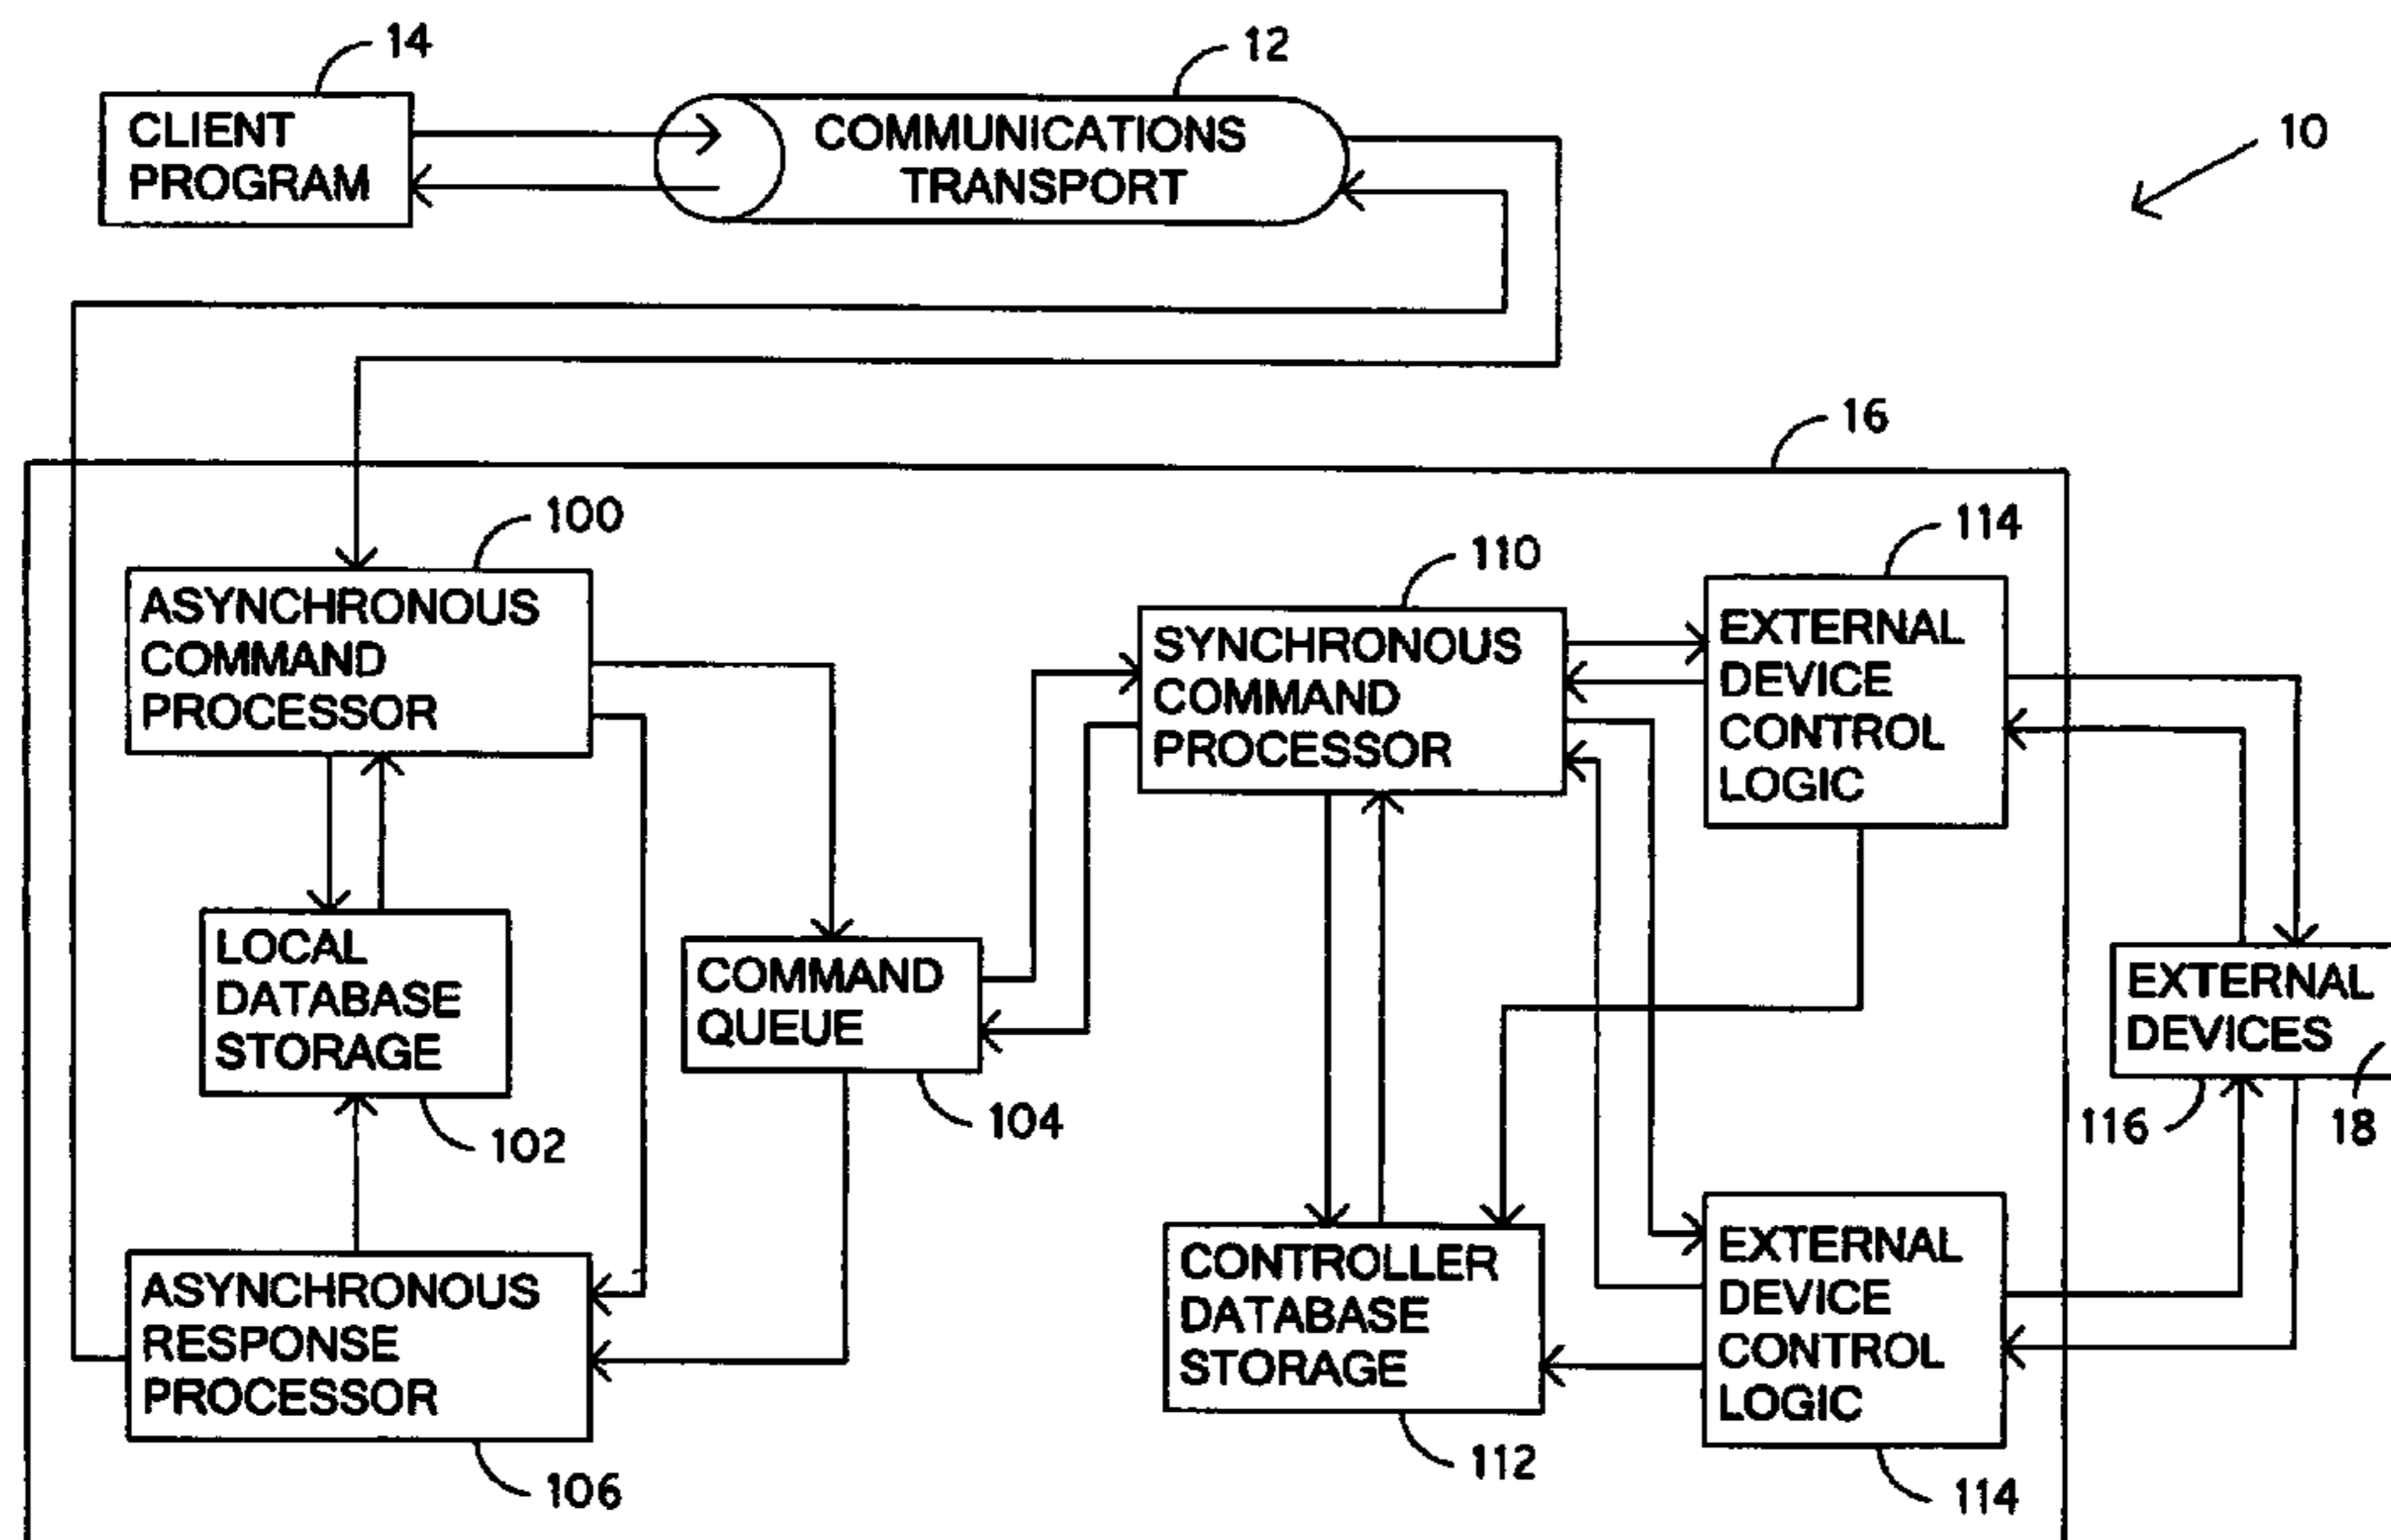 14
12
10
CLIENT
PROGRAM
COMMUNICATIONS
TRANSPORT
16
100
110
114
ASYNCHRONOUS
COMMAND
PROCESSOR
SYNCHRONOUS
COMMAND
PROCESSOR
EXTERNAL
DEVICE
CONTROL
LOGIC
LOCAL
DATABASE
STORAGE
102
COMMAND
QUEUE
104
EXTERNAL
DEVICES
116
18
ASYNCHRONOUS
RESPONSE
PROCESSOR
106
CONTROLLER
DATABASE
STORAGE
112
EXTERNAL
DEVICE
CONTROL
LOGIC
114